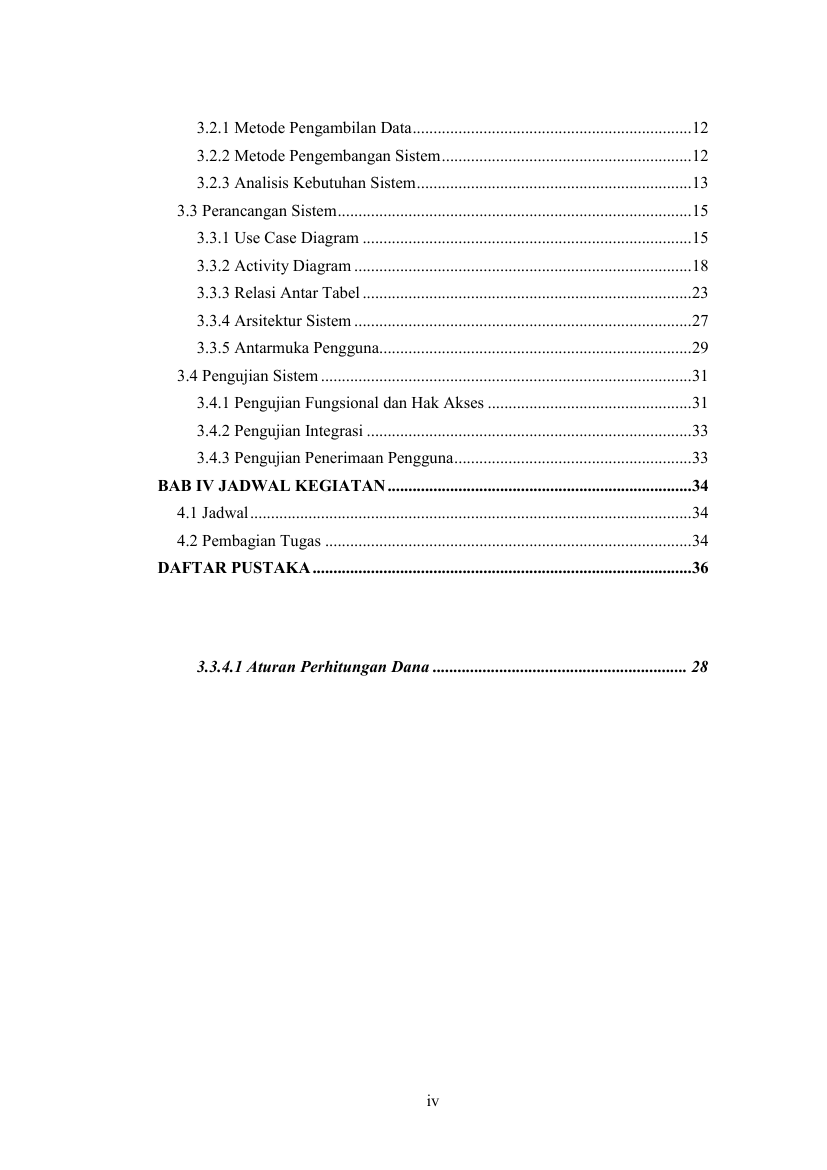 3.2.1 Metode Pengambilan Data...................................................................12
3.2.2 Metode Pengembangan Sistem............................................................12
3.2.3 Analisis Kebutuhan Sistem..................................................................13
3.3 Perancangan Sistem.....................................................................................15
3.3.1 Use Case Diagram ...............................................................................15
3.3.2 Activity Diagram .................................................................................18
3.3.3 Relasi Antar Tabel ...............................................................................23
3.3.4 Arsitektur Sistem .................................................................................27
3.3.5 Antarmuka Pengguna...........................................................................29
3.4 Pengujian Sistem .........................................................................................31
3.4.1 Pengujian Fungsional dan Hak Akses .................................................31
3.4.2 Pengujian Integrasi ..............................................................................33
3.4.3 Pengujian Penerimaan Pengguna.........................................................33
BAB IV JADWAL KEGIATAN.........................................................................34
4.1 Jadwal..........................................................................................................34
4.2 Pembagian Tugas ........................................................................................34
DAFTAR PUSTAKA...........................................................................................36
3.3.4.1 Aturan Perhitungan Dana ............................................................. 28
iv